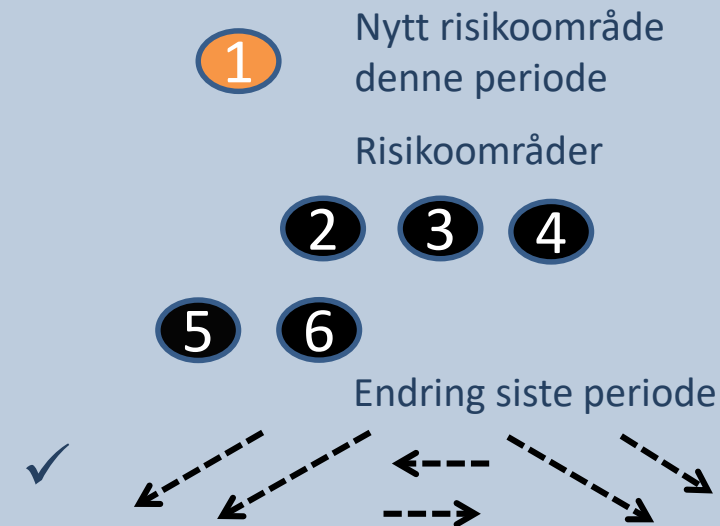 Nytt risikoområde
1
denne periode
Risikoområder
2 3 4
5 6
Endring siste periode
✓